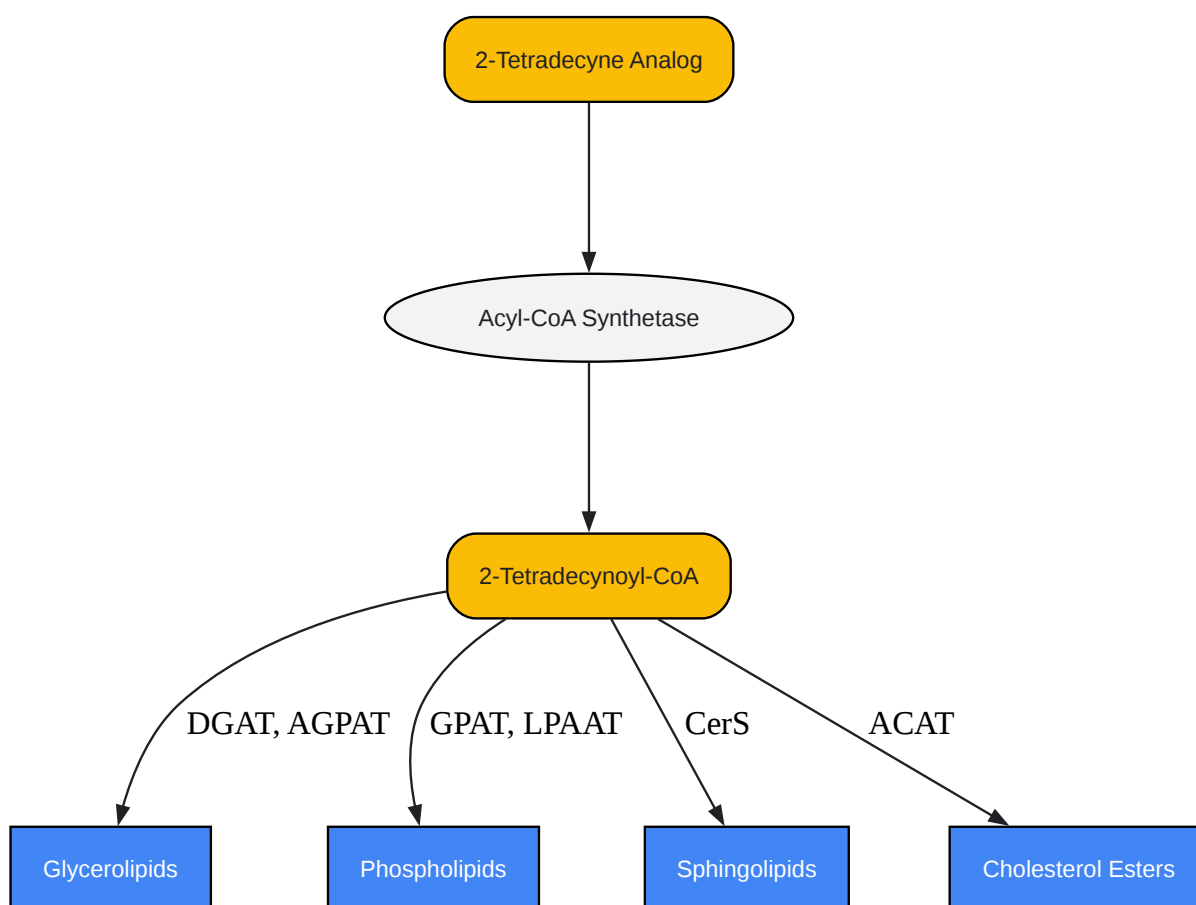 2-Tetradecyne Analog
Acyl-CoA Synthetase
2-Tetradecynoyl-CoA
DGAT, AGPAT
GPAT, LPAAT
CerS
ACAT
Glycerolipids
Phospholipids
Sphingolipids
Cholesterol Esters